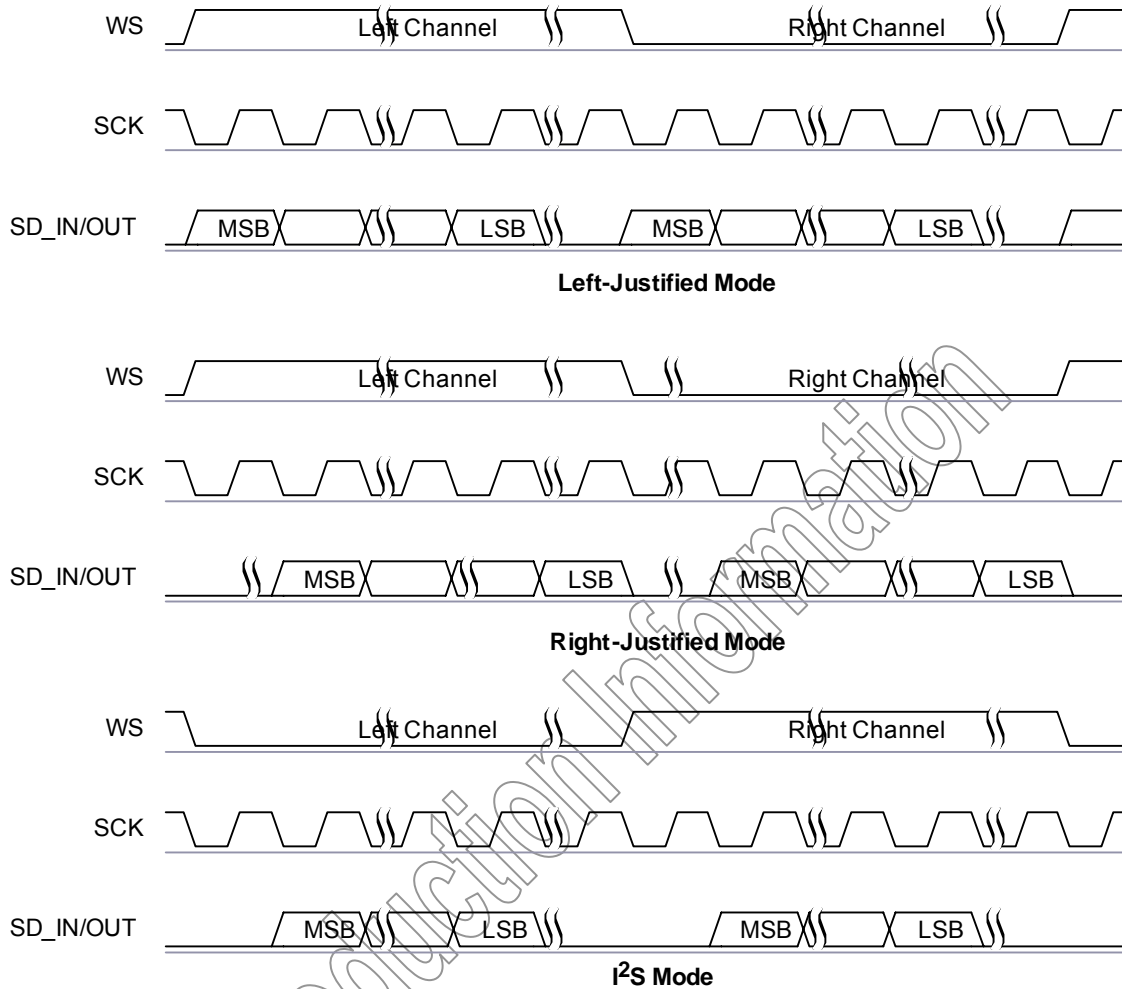 WS Left Channel Right Channel
SCK
SD_IN/OUT MSB LSB MSB LSB
Left-Justified Mode
WS Left Channel Right Channel
SCK
SD_IN/OUT MSB LSB MSB LSB
Right-Justified Mode
WS Left Channel Right Channel
SCK
SD_IN/OUT MSB LSB MSB LSB
I²S Mode
duction Information